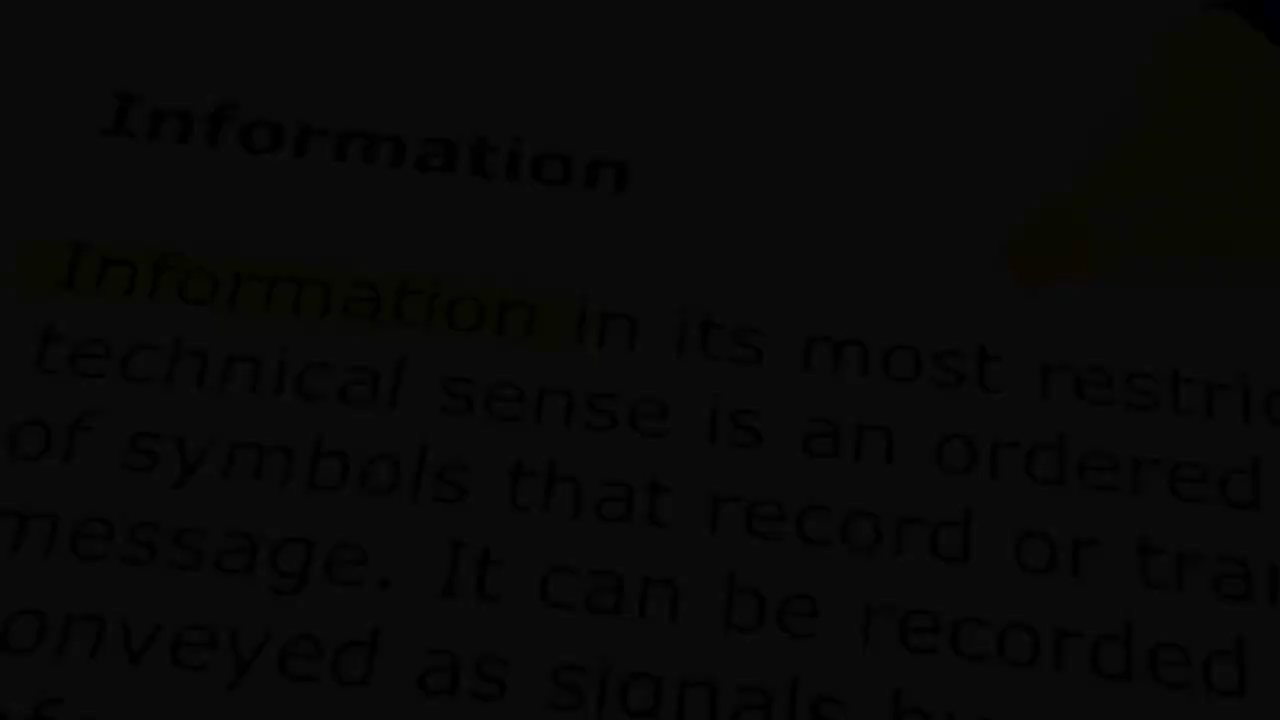 Information
Information in its most restric
technical sense is an ordered
of symbols that record or tran
message. It can be recorded
onveyed as signals by